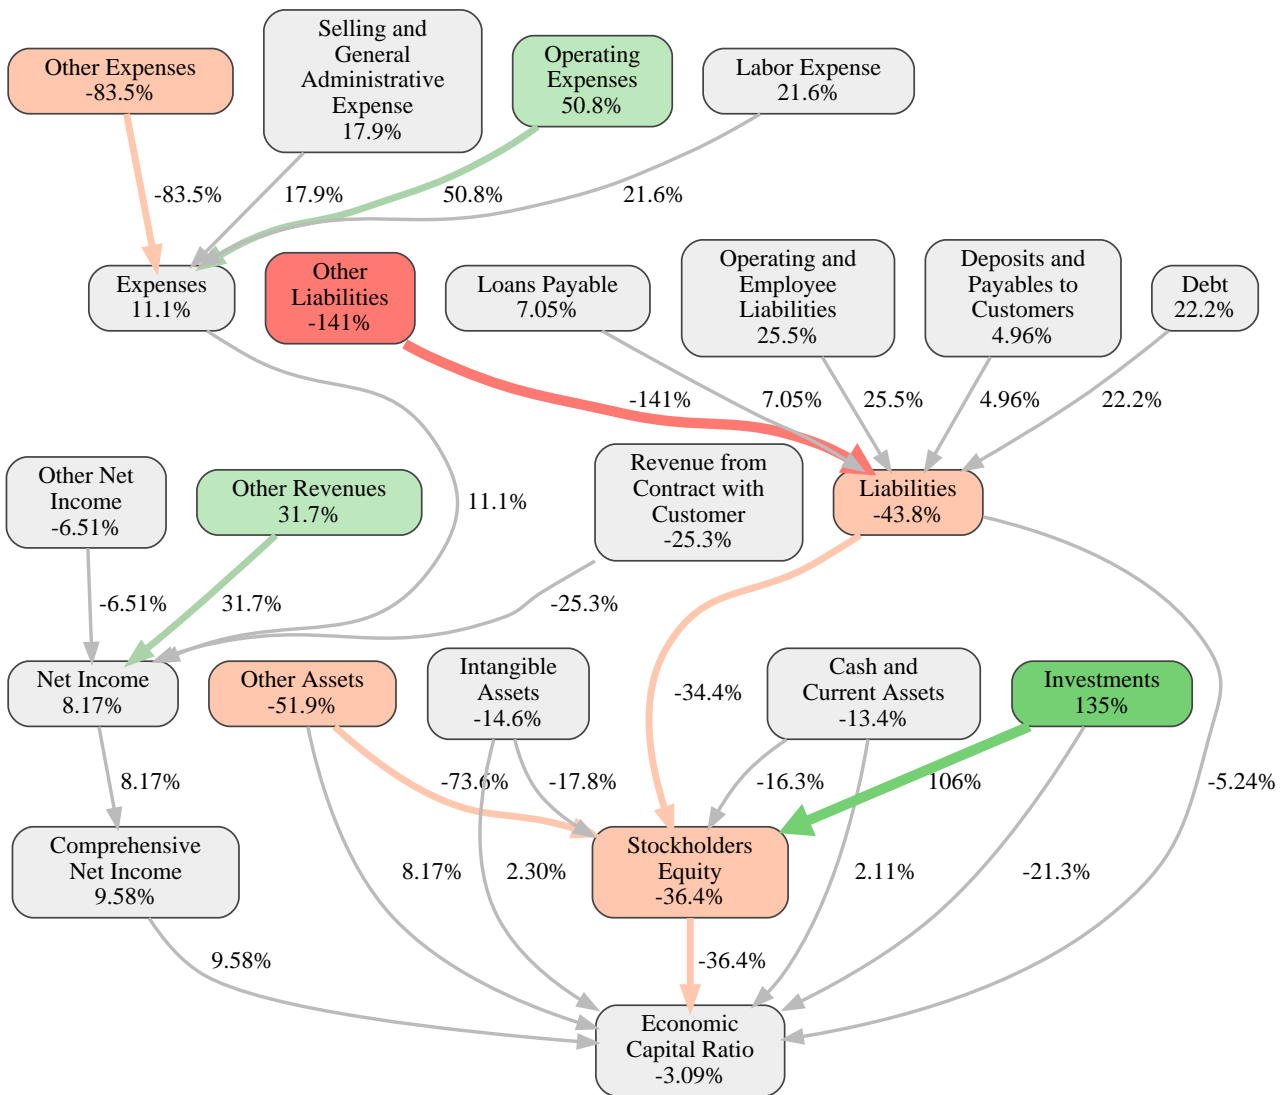 Other Expenses
-83.5%
Selling and
General
Administrative
Expense
17.9%
Operating
Expenses
50.8%
Labor Expense
21.6%
-83.5%
17.9%
50.8%
21.6%
Expenses
11.1%
Other
Liabilities
-141%
Loans Payable
7.05%
Operating and
Employee
Liabilities
25.5%
Deposits and
Payables to
Customers
4.96%
Debt
22.2%
-141%
7.05%
25.5%
4.96%
22.2%
Other Net
Income
-6.51%
Other Revenues
31.7%
11.1%
Revenue from
Contract with
Customer
-25.3%
Liabilities
-43.8%
-6.51%
31.7%
-25.3%
Net Income
8.17%
Other Assets
-51.9%
Intangible
Assets
-14.6%
-34.4%
Cash and
Current Assets
-13.4%
Investments
135%
8.17%
-73.6%
-17.8%
-16.3%
106%
-5.24%
Comprehensive
Net Income
9.58%
8.17%
2.30%
Stockholders
Equity
-36.4%
2.11%
-21.3%
9.58%
-36.4%
Economic
Capital Ratio
-3.09%